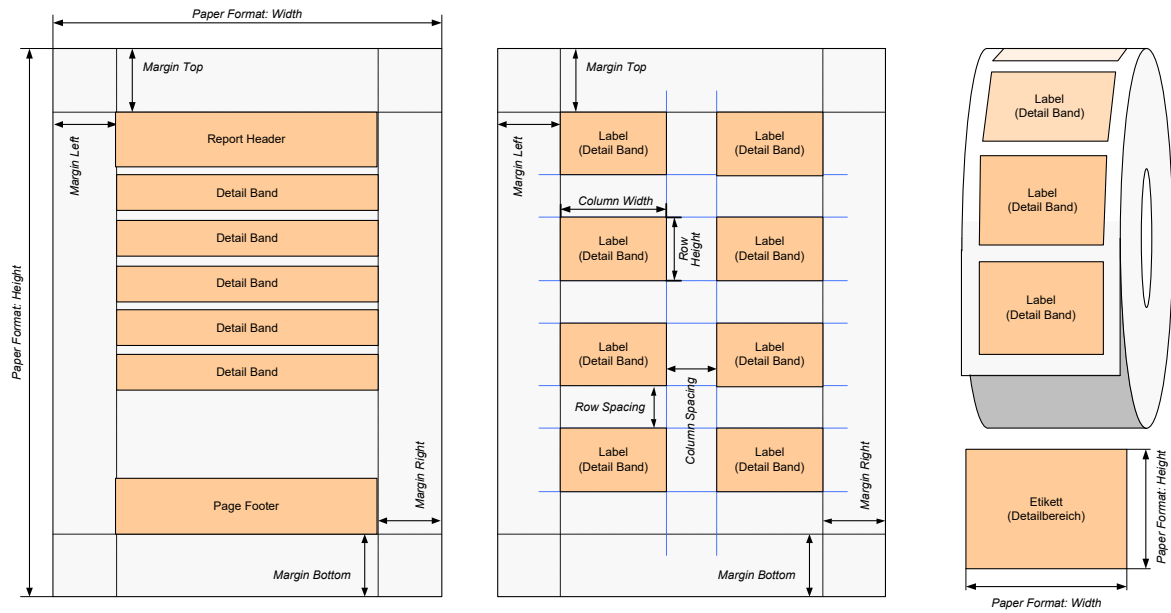 Paper Format: Width
Paper Format: Height
Margin Top
Margin Left
Report Header
Detail Band
Detail Band
Detail Band
Detail Band
Detail Band
Page Footer
Margin Right
Margin Bottom
Margin Top
Margin Left
Label
(Detail Band)
Label
(Detail Band)
Column Width
Label
(Detail Band)
Row
Height
Label
(Detail Band)
Label
(Detail Band)
Label
(Detail Band)
Row Spacing
Column Spacing
Label
(Detail Band)
Label
(Detail Band)
Margin Right
Margin Bottom
Label
(Detail Band)
Label
(Detail Band)
Label
(Detail Band)
Etikett
(Detailbereich)
Paper Format: Height
Paper Format: Width